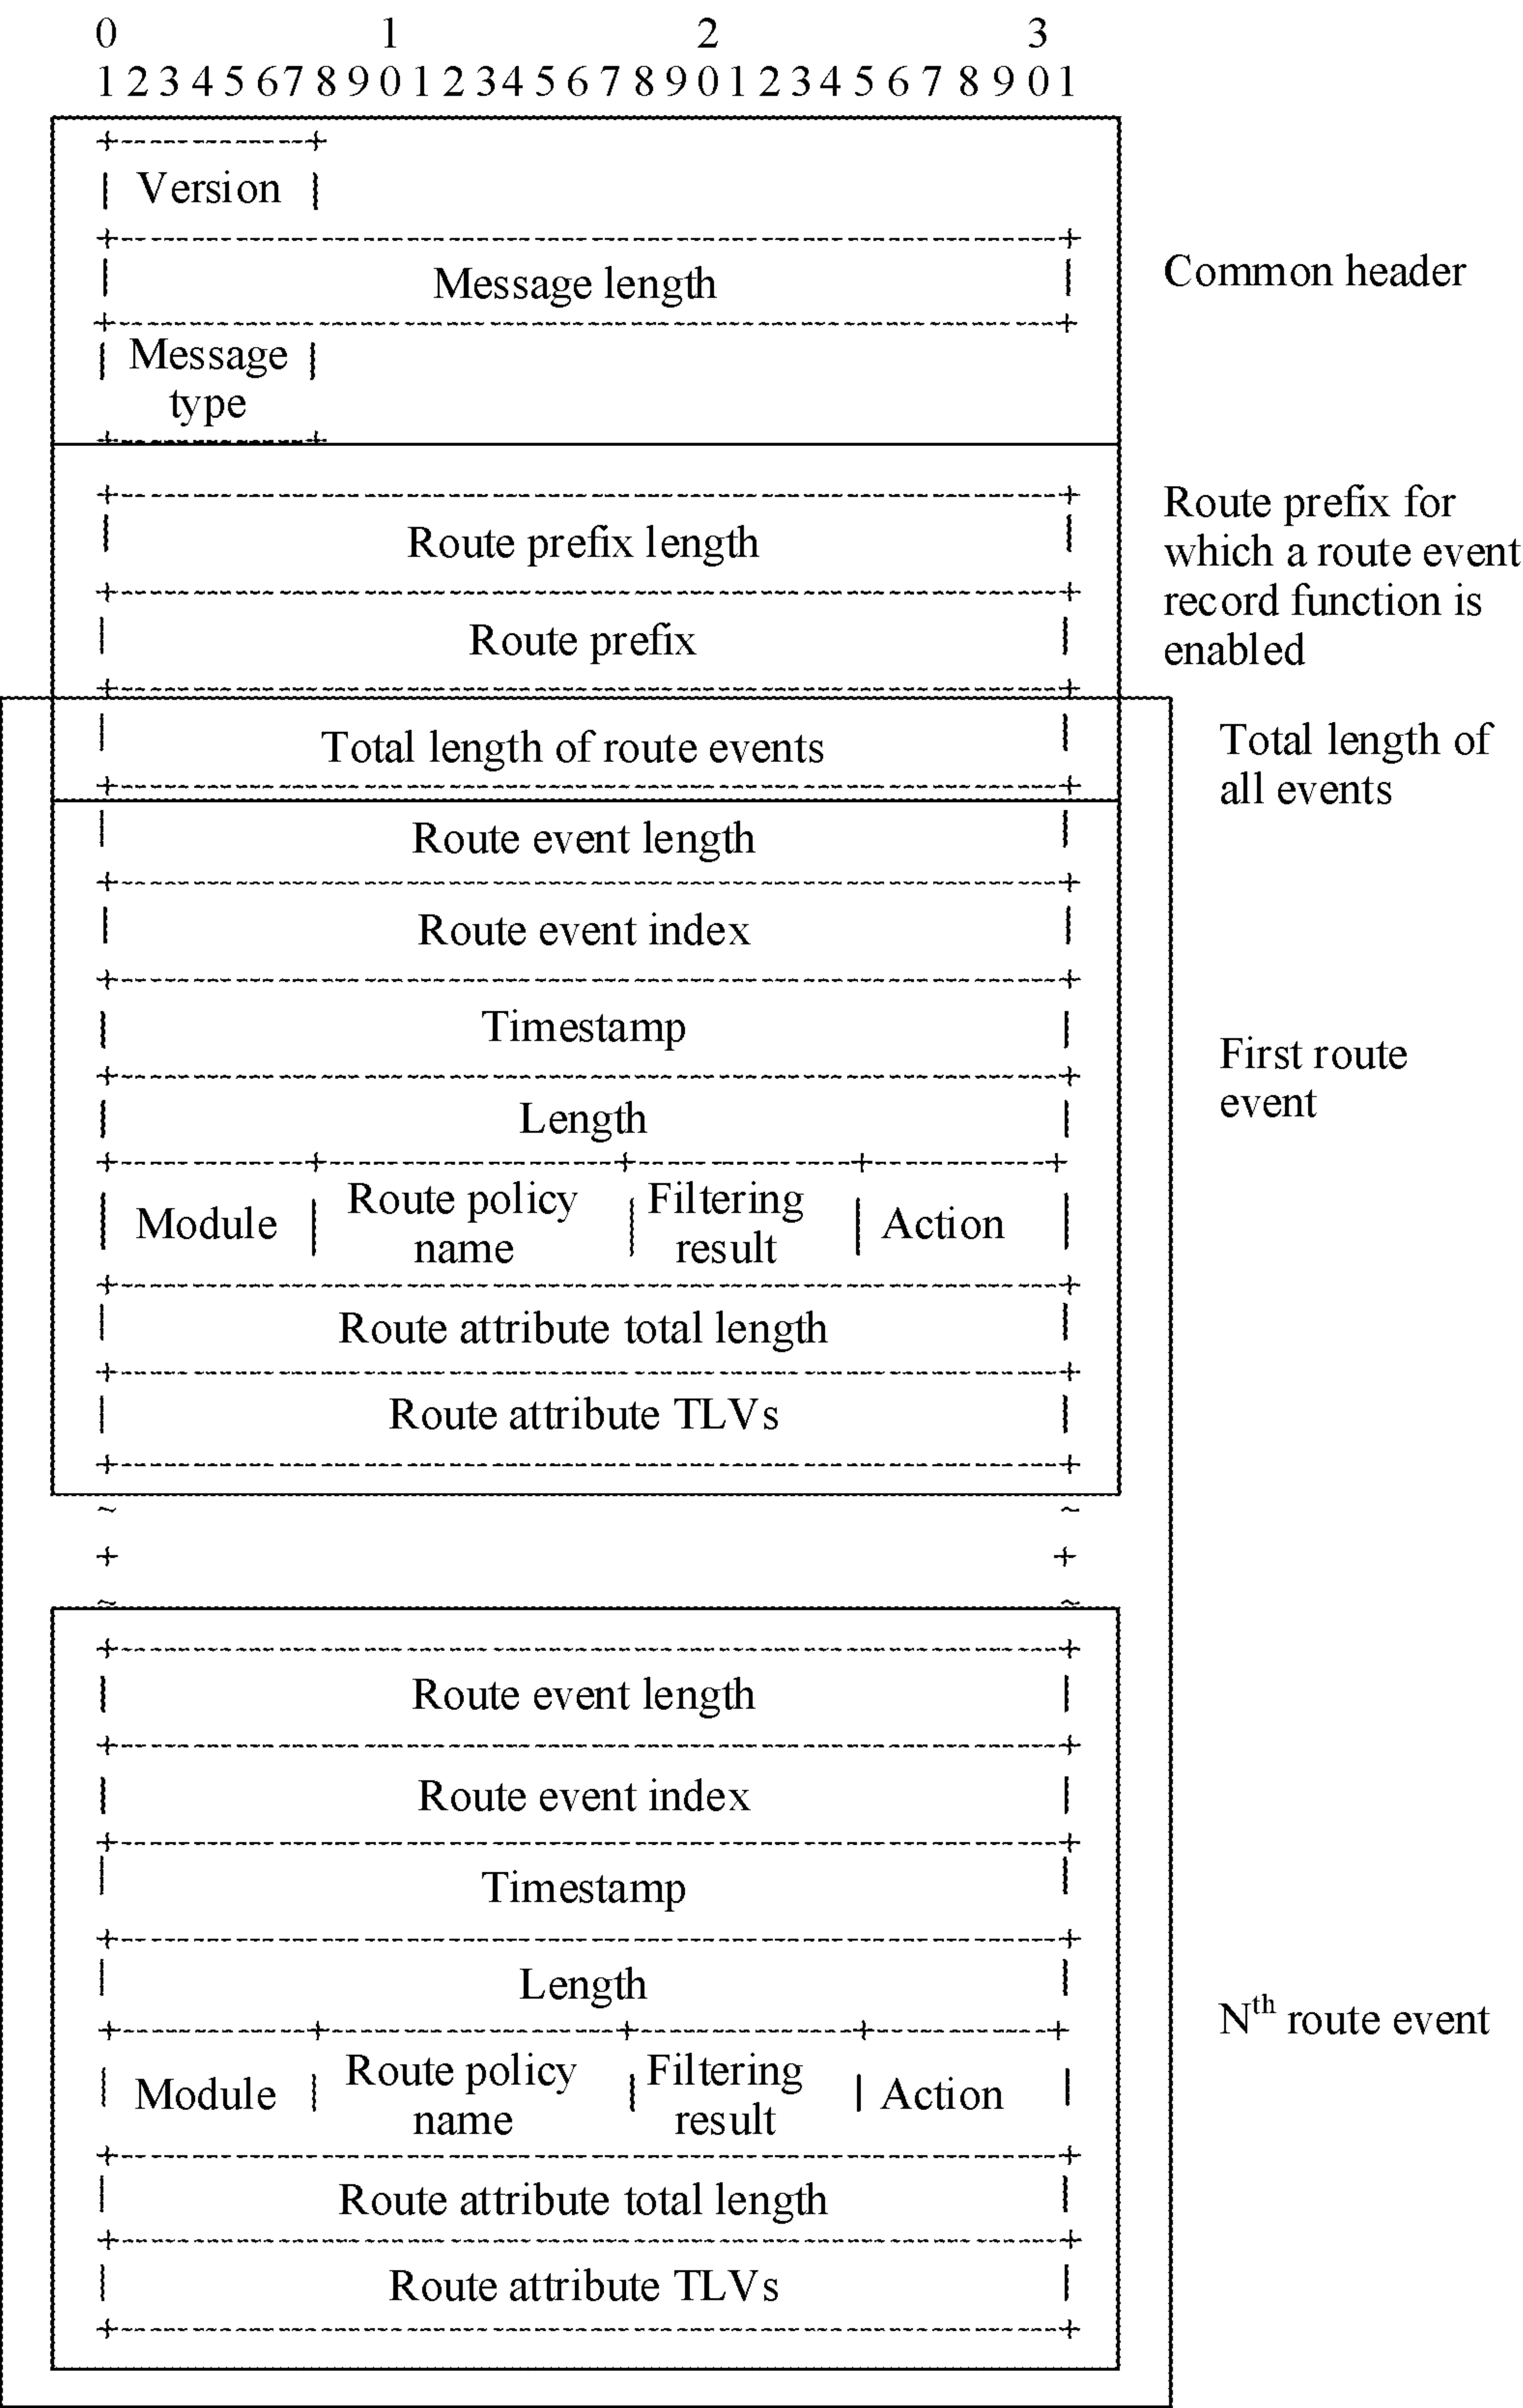 0 1 2 3
1 2 3 4 5 6 7 8 9 0 1 2 3 4 5 6 7 8 9 0 1 2 3 4 5 6 7 8 9 0 1
Version
Message length
Common header
Message
type
Route prefix length
Route prefix
Route prefix for
which a route event
record function is
enabled
Total length of route events
Total length of
all events
Route event length
Route event index
Timestamp
First route
event
Length
Module
Route policy
name
Filtering
result
Action
Route attribute total length
Route attribute TLVs
~ ~
+ +
~ ~
Route event length
Route event index
Timestamp
Length
Nth route event
Module
Route policy
name
Filtering
result
Action
Route attribute total length
Route attribute TLVs